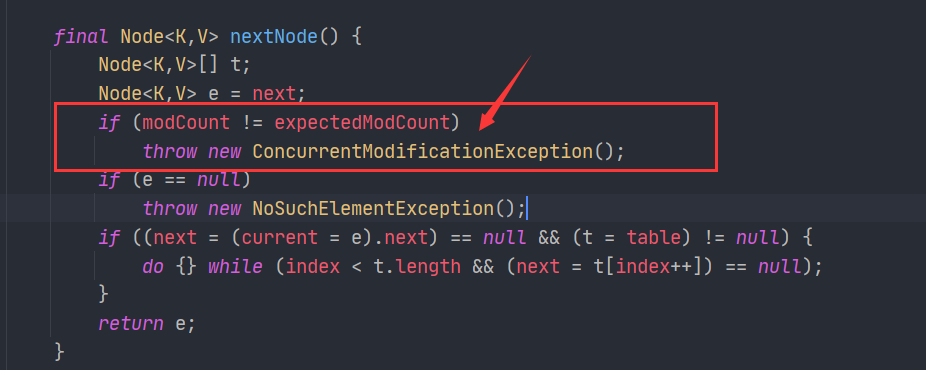 final Node<K,V> nextNode() {
Node<K,V>[] t;
Node<K,V> e = next;
if (modCount != expectedModCount)
throw new ConcurrentModificationException();
if (e == null)
throw new NoSuchElementException();
if ((next = (current = e).next) == null && (t = table) != null) {
do {} while (index < t.length && (next = t[index++]) == null);
}
return e;
}